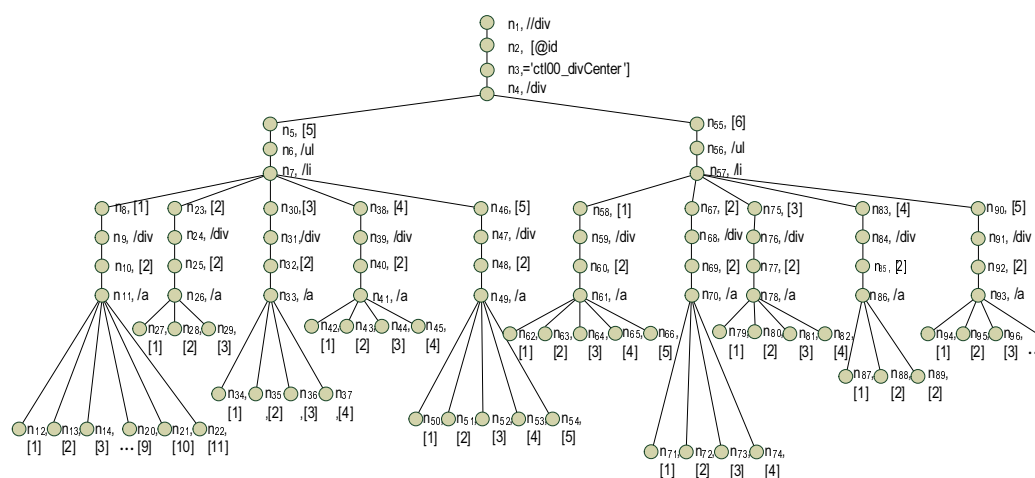 n1, //div
n2, [@id
n3,='ctl00_divCenter']
n4, /div
n5, [5]
n55, [6]
n6, /ul
n56, /ul
n7, /li
n57, /li
n8, [1]
n23, [2]
n30,[3]
n38, [4]
n46, [5]
n58, [1]
n67, [2]
n75, [3]
n83, [4]
n90, [5]
n9, /div
n24, /div
n31,/div
n39, /div
n47, /div
n59, /div
n68, /div
n76, /div
n84, /div
n91, /div
n10, [2]
n25, [2]
n32,[2]
n40, [2]
n48, [2]
n60, [2]
n69, [2]
n77, [2]
n85, [2]
n92, [2]
n11, /a
n26, /a
n33, /a
n41, /a
n49, /a
n61, /a
n70, /a
n78, /a
n86, /a
n93, /a
n27, n28, n29,
[1] [2] [3]
n42, n43, n44, n45,
[1] [2] [3] [4]
n62, n63, n64, n65, n66,
[1] [2] [3] [4] [5]
n79, n80, n81, n82,
[1] [2] [3] [4]
n94, n95, n96,
[1] [2] [3] ...
n87, n88, n89,
[1] [2] [2]
n34, n35 n36 n37
[1] ,[2] ,[3] ,[4]
n12, n13, n14, n20, n21, n22,
[1] [2] [3] ... [9] [10] [11]
n50, n51, n52, n53, n54,
[1] [2] [3] [4] [5]
n71, n72, n73, n74,
[1] [2] [3] [4]